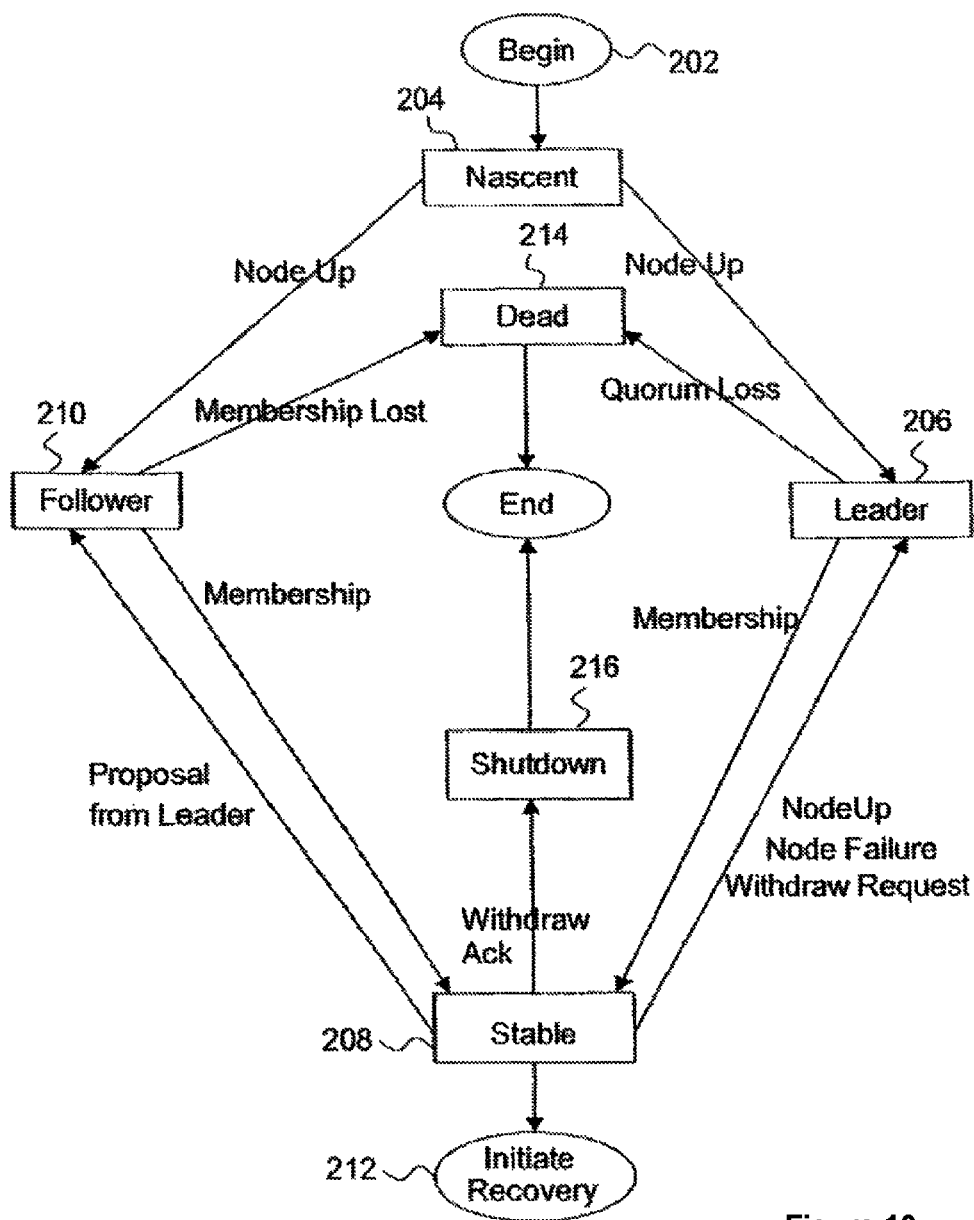 Begin
202
204
Nascent
214
Node Up
Node Up
Dead
Membership Lost
Quorum Loss
210
206
Follower
End
Leader
Membership
Membership
216
Shutdown
Proposal
from Leader
NodeUp
Node Failure
Withdraw Request
Withdraw
Ack
Stable
208
212
Initiate
Recovery